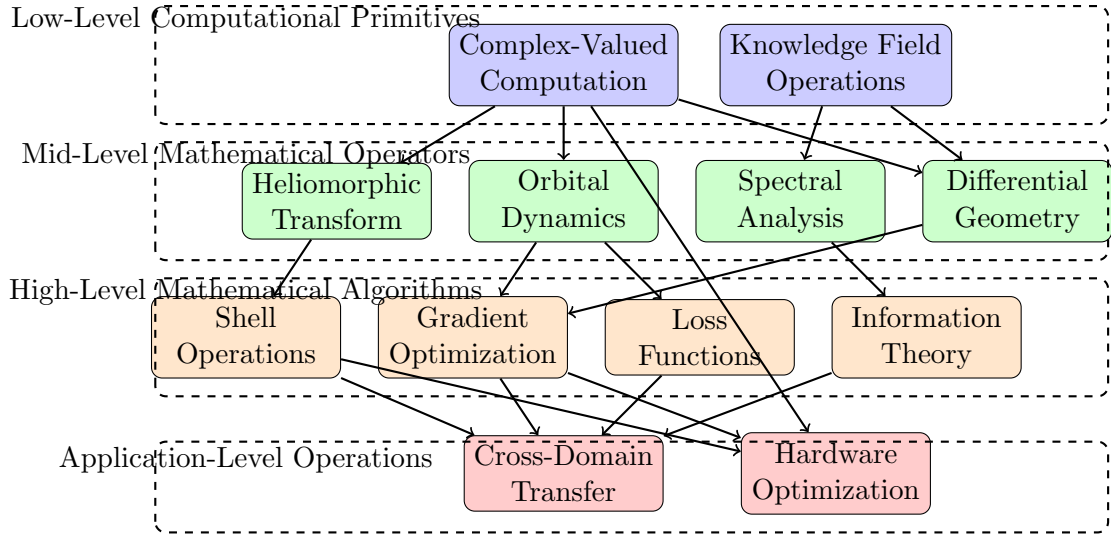 Low-Level Computational Primitives
Complex-Valued
Computation
Knowledge Field
Operations
Mid-Level Mathematical Operators
Heliomorphic
Transform
Orbital
Dynamics
Spectral
Analysis
Differential
Geometry
High-Level Mathematical Algorithms
Shell
Operations
Gradient
Optimization
Loss
Functions
Information
Theory
Application-Level Operations
Cross-Domain
Transfer
Hardware
Optimization